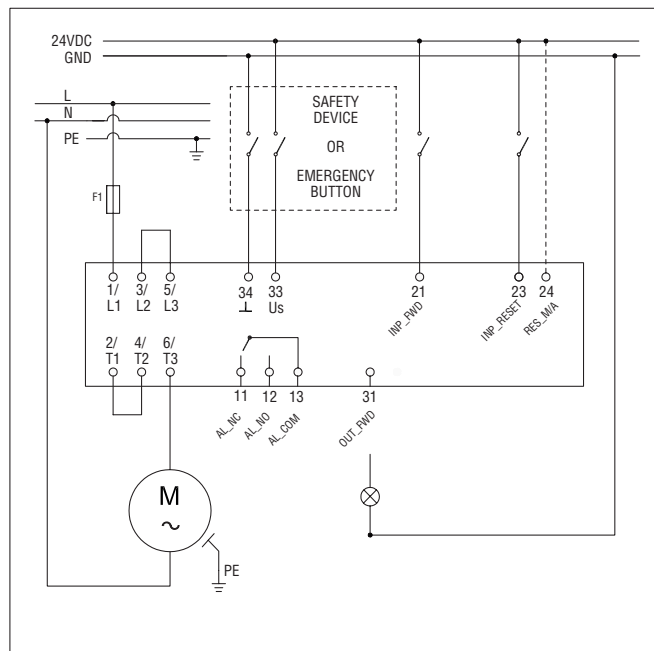 24VDC
GND
L
N
PE
F1
SAFETY
DEVICE
OR
EMERGENCY
BUTTON
1/
L1
3/
L2
5/
L3
34
⊥
33
Us
21
INP_FWD
23
INP_RESET
24
RES_M/A
2/
T1
4/
T2
6/
T3
11
AL_NC
12
AL_NO
13
AL_COM
31
OUT_FWD
M
~
PE